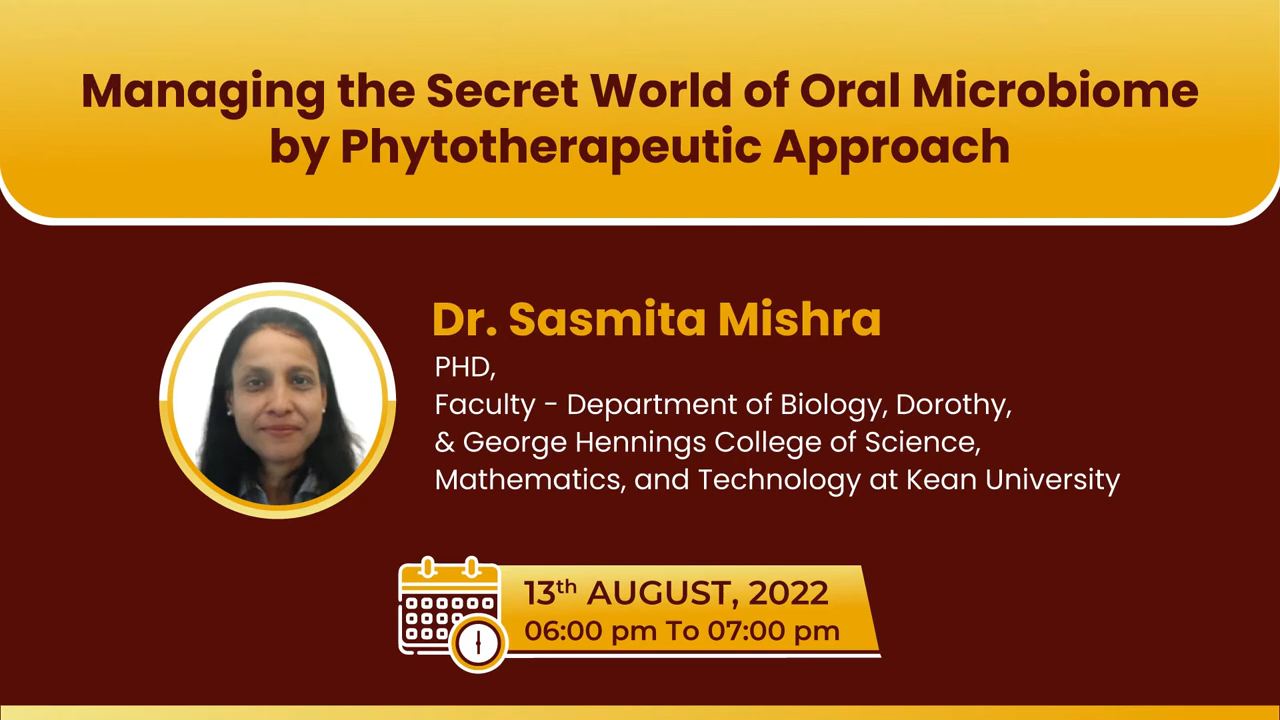 Managing the Secret World of Oral Microbiome
by Phytotherapeutic Approach
Dr. Sasmita Mishra
PHD,
Faculty - Department of Biology, Dorothy,
& George Hennings College of Science,
Mathematics, and Technology at Kean University
13th AUGUST, 2022
06:00 pm To 07:00 pm